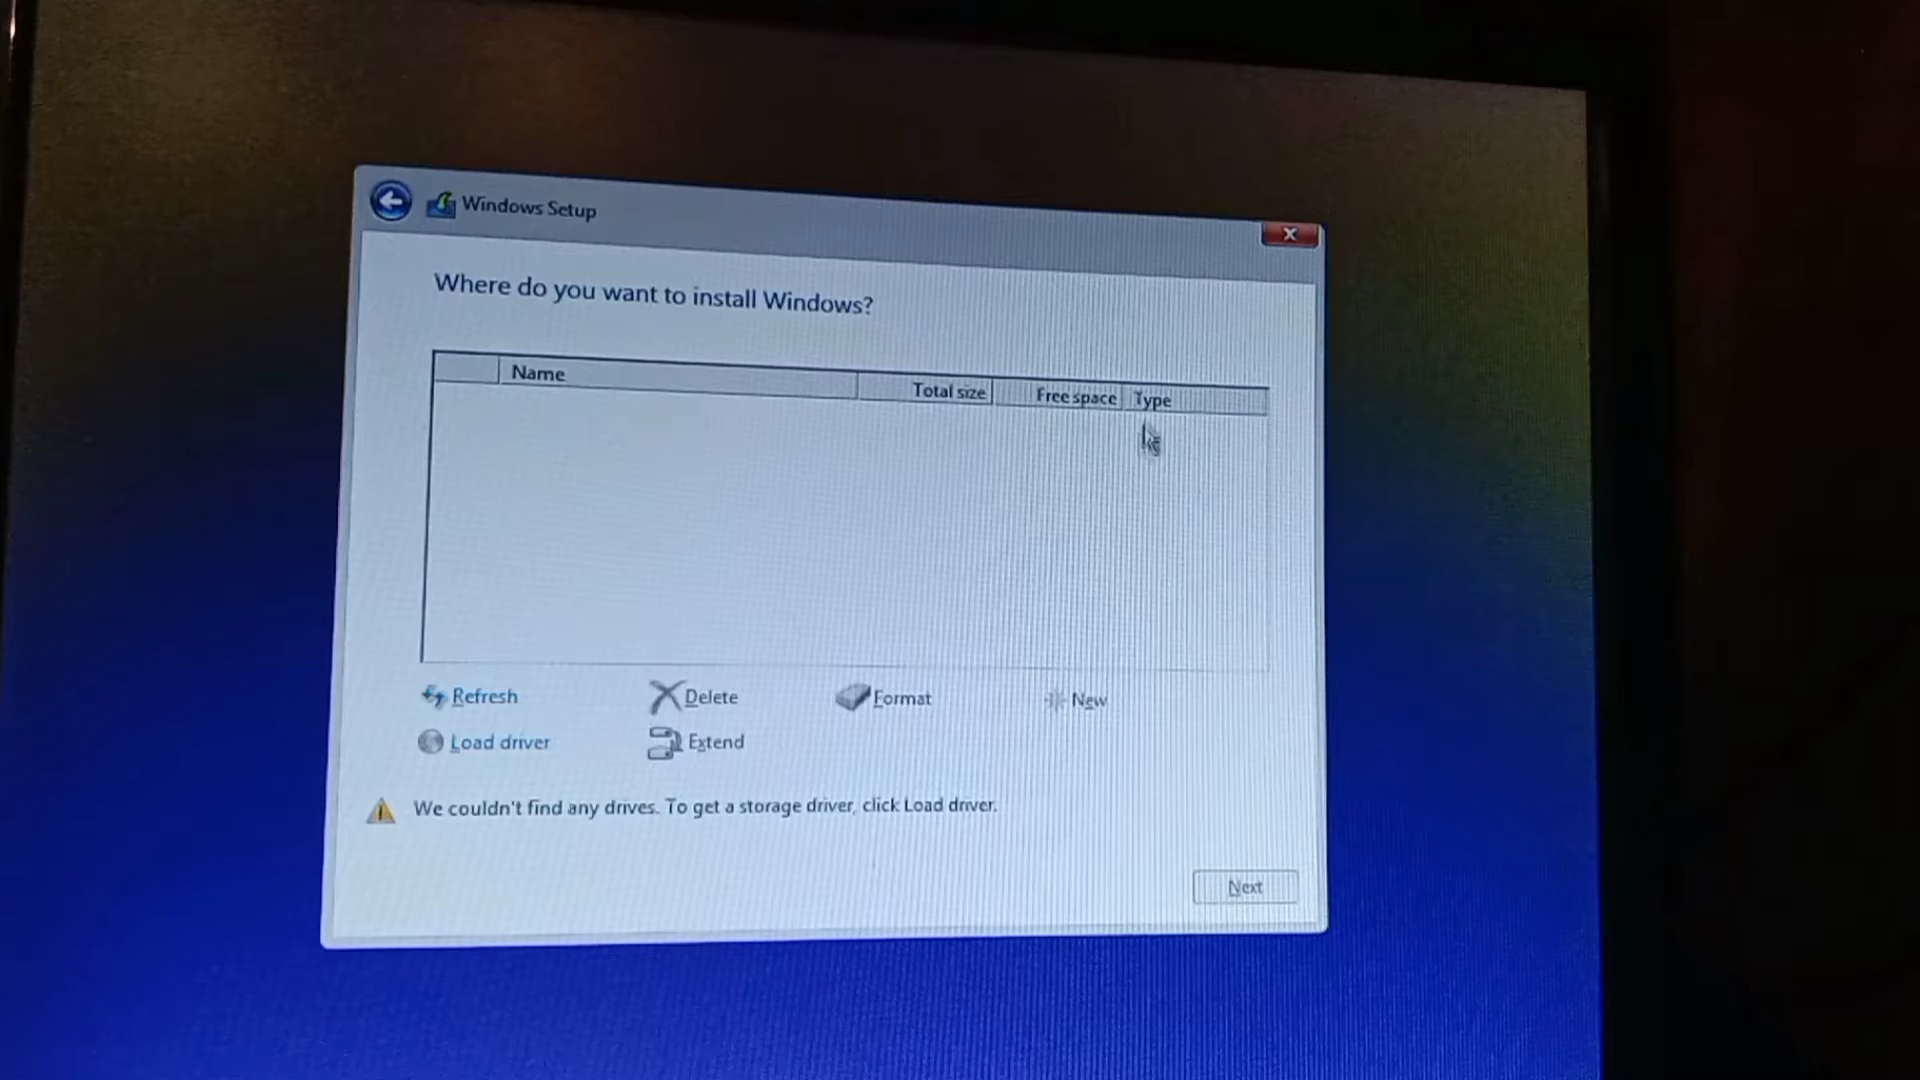 Windows Setup
Where do you want to install Windows?
Name Total size Free space Type
Refresh Delete Format New
Load driver Extend
We couldn't find any drives. To get a storage driver, click Load driver.
Next